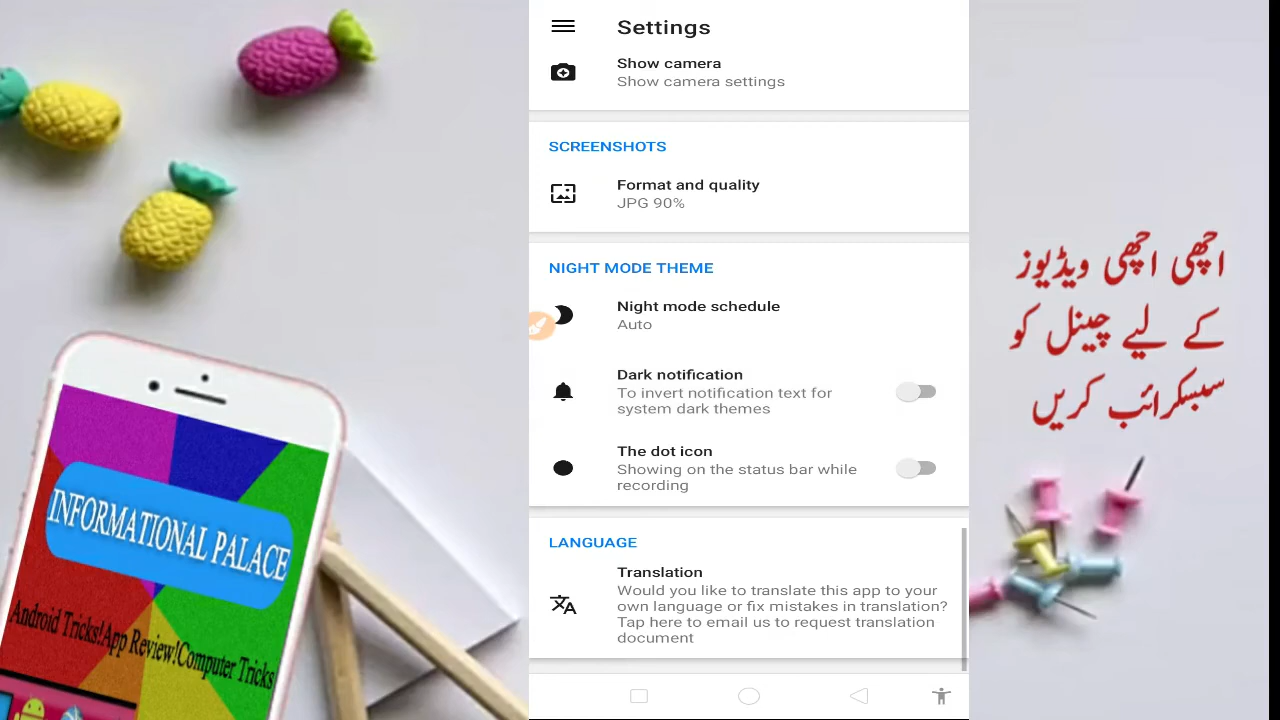 Settings
Show camera
Show camera settings
SCREENSHOTS
Format and quality
JPG 90%
NIGHT MODE THEME
Night mode schedule
Auto
Dark notification
To invert notification text for
system dark themes
The dot icon
Showing on the status bar while
recording
LANGUAGE
Translation
Would you like to translate this app to your
own language or fix mistakes in translation?
Tap here to email us to request translation
document
INFORMATIONAL PALACE
Android Tricks!App Review!Computer Tricks
اچھی اچھی ویڈیوز
کے لیے چینل کو
سبسکرائب کریں